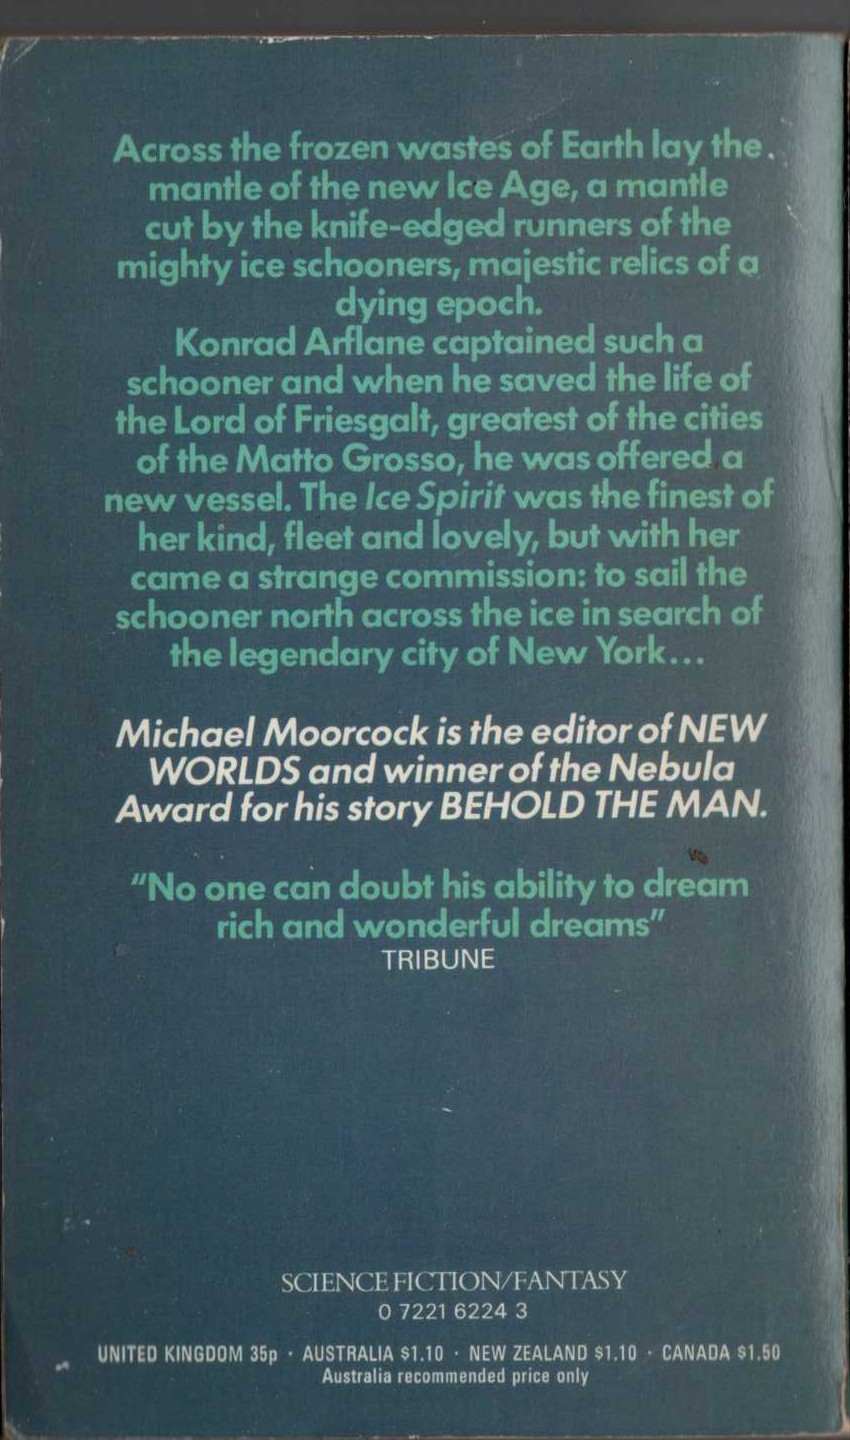 Across the frozen wastes of Earth lay the
mantle of the new Ice Age, a mantle
cut by the knife-edged runners of the
mighty ice schooners, majestic relics of a
dying epoch.
Konrad Arflane captained such a
schooner and when he saved the life of
the Lord of Friesgalt, greatest of the cities
of the Matto Grosso, he was offered a
new vessel. The Ice Spirit was the finest of
her kind, fleet and lovely, but with her
came a strange commission: to sail the
schooner north across the ice in search of
the legendary city of New York...
Michael Moorcock is the editor of NEW
WORLDS and winner of the Nebula
Award for his story BEHOLD THE MAN.
"No one can doubt his ability to dream
rich and wonderful dreams"
TRIBUNE
SCIENCE FICTION/FANTASY
0 7221 6224 3
UNITED KINGDOM 35p · AUSTRALIA $1.10 · NEW ZEALAND $1.10 · CANADA $1.50
Australia recommended price only